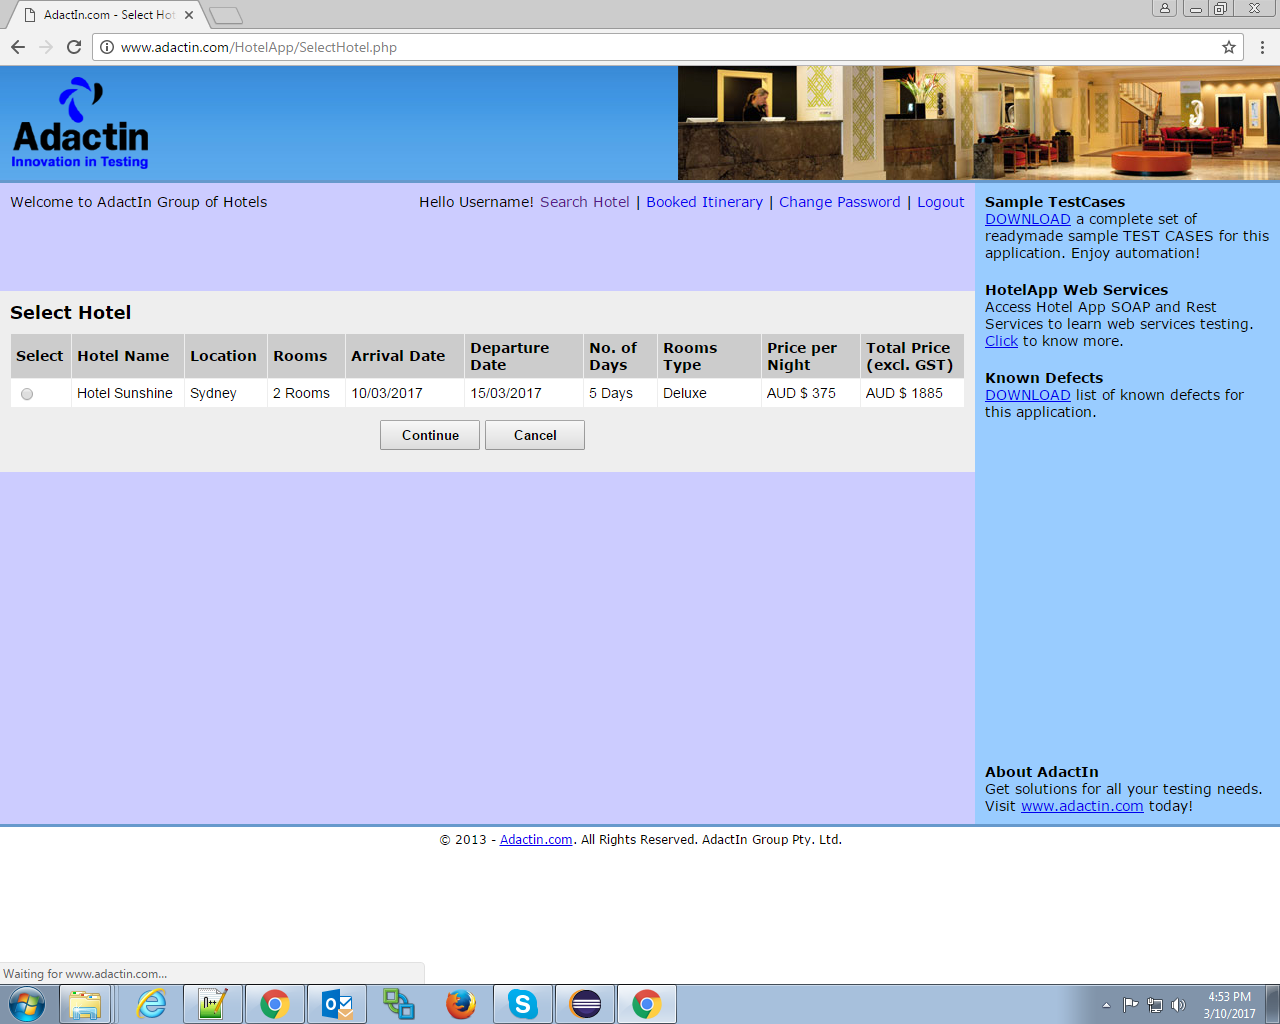 AdactIn.com - Select Hot
www.adactin.com/HotelApp/SelectHotel.php
Adactin
Innovation in Testing
Welcome to AdactIn Group of Hotels
Hello Username! Search Hotel | Booked Itinerary | Change Password | Logout
Select Hotel
Select Hotel Name Location Rooms Arrival Date Departure Date No. of Days Rooms Type Price per Night Total Price (excl. GST)
Hotel Sunshine Sydney 2 Rooms 10/03/2017 15/03/2017 5 Days Deluxe AUD $ 375 AUD $ 1885
Continue Cancel
Sample TestCases
DOWNLOAD a complete set of
readymade sample TEST CASES for this
application. Enjoy automation!
HotelApp Web Services
Access Hotel App SOAP and Rest
Services to learn web services testing.
Click to know more.
Known Defects
DOWNLOAD list of known defects for
this application.
About AdactIn
Get solutions for all your testing needs.
Visit www.adactin.com today!
© 2013 - Adactin.com. All Rights Reserved. AdactIn Group Pty. Ltd.
Waiting for www.adactin.com...
4:53 PM
3/10/2017